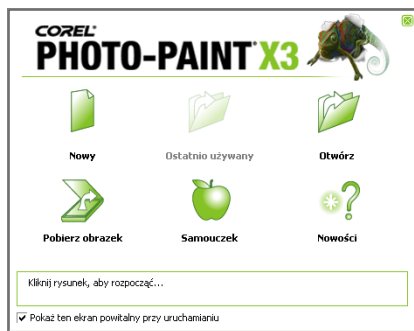 COREL®
PHOTO-PAINT® X3
Nowy
Ostatnio używany
Otwórz
Pobierz obrazek
Samouczek
Nowości
Kliknij rysunek, aby rozpocząć...
Pokaż ten ekran powitalny przy uruchamianiu